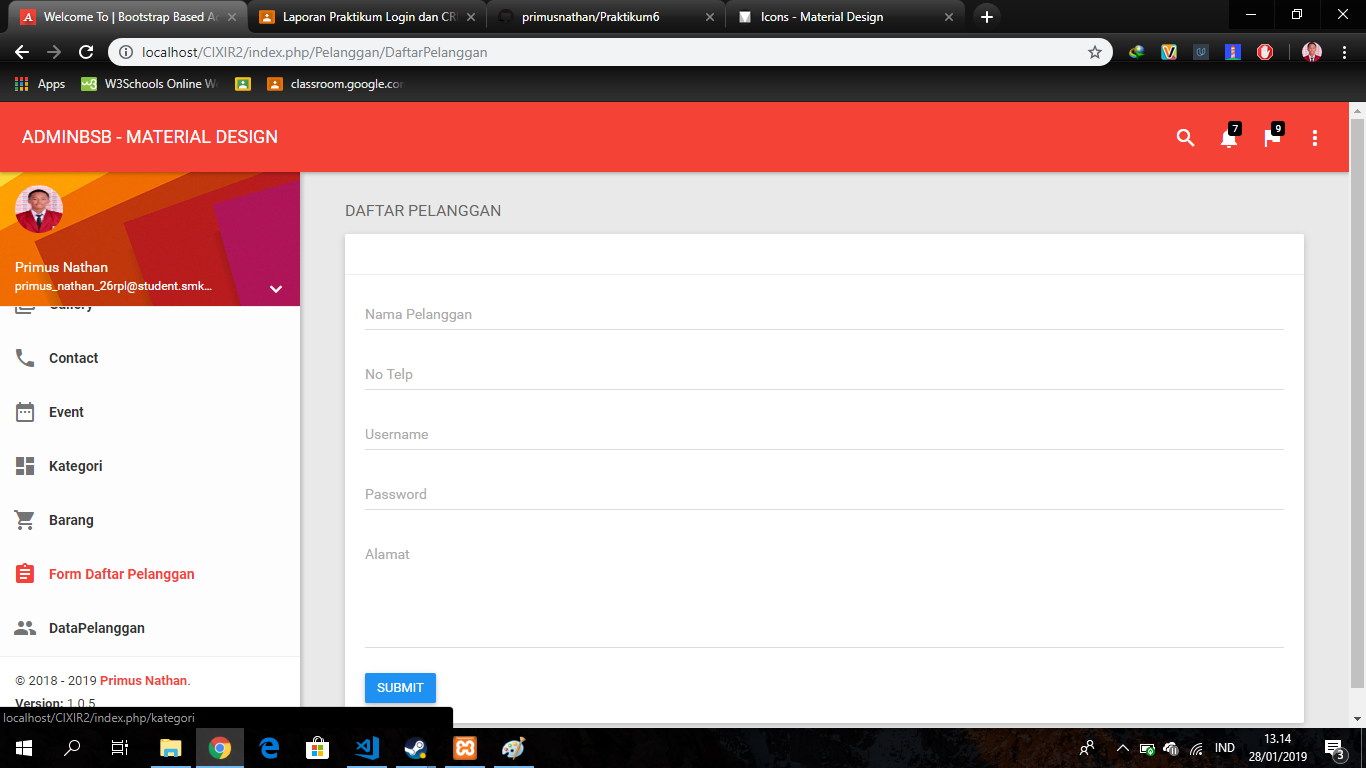 Welcome To | Bootstrap Based Ad
Laporan Praktikum Login dan CR
primusnathan/Praktikum6
Icons - Material Design
localhost/CIXIR2/index.php/Pelanggan/DaftarPelanggan
Apps
W3Schools Online W
classroom.google.co
ADMINBSB - MATERIAL DESIGN
7
9
Primus Nathan
primus_nathan_26rpl@student.smk...
Gallery
Contact
Event
Kategori
Barang
Form Daftar Pelanggan
DataPelanggan
© 2018 - 2019 Primus Nathan.
Version: 1.0.5
localhost/CIXIR2/index.php/kategori
DAFTAR PELANGGAN
Nama Pelanggan
No Telp
Username
Password
Alamat
SUBMIT
IND
13.14
28/01/2019
3